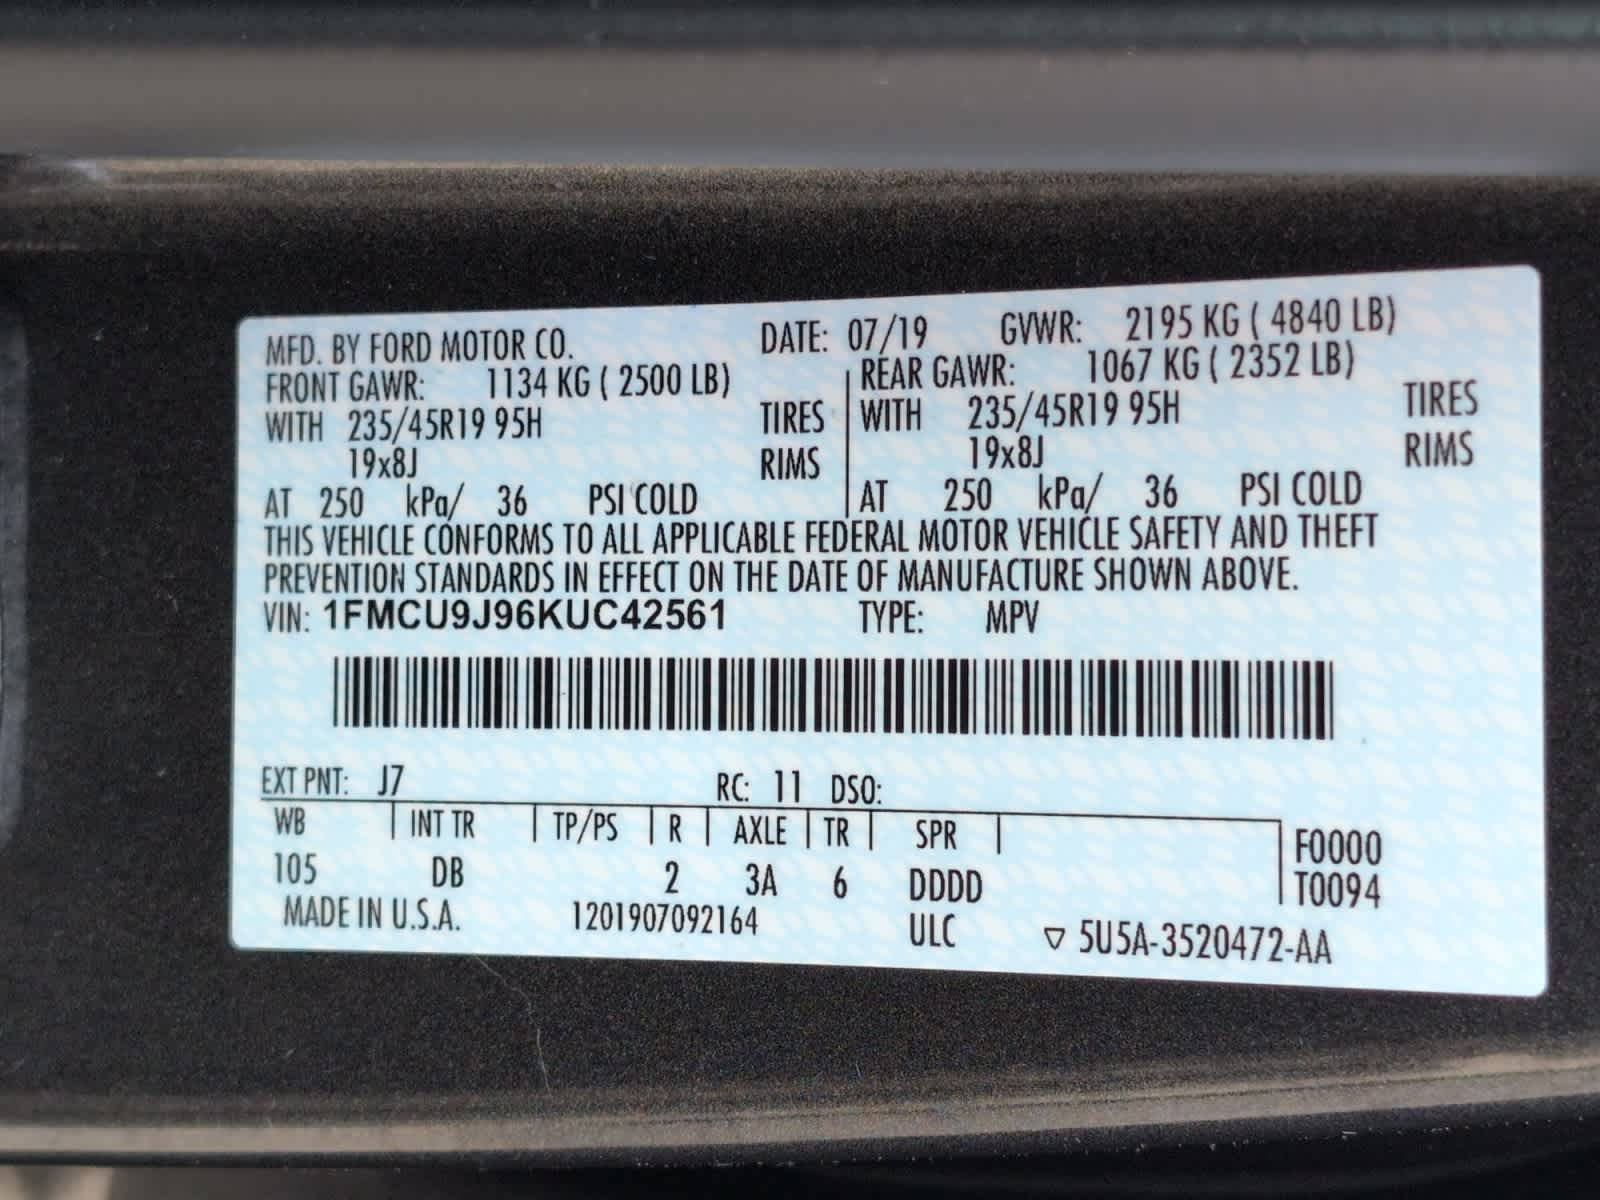 MFD. BY FORD MOTOR CO. DATE: 07/19 GVWR: 2195 KG ( 4840 LB)
FRONT GAWR: 1134 KG ( 2500 LB) REAR GAWR: 1067 KG ( 2352 LB)
WITH 235/45R19 95H TIRES WITH 235/45R19 95H TIRES
19x8J RIMS 19x8J RIMS
AT 250 kPa/ 36 PSI COLD AT 250 kPa/ 36 PSI COLD
THIS VEHICLE CONFORMS TO ALL APPLICABLE FEDERAL MOTOR VEHICLE SAFETY AND THEFT
PREVENTION STANDARDS IN EFFECT ON THE DATE OF MANUFACTURE SHOWN ABOVE.
VIN: 1FMCU9J96KUC42561 TYPE: MPV
EXT PNT: J7 RC: 11 DSO:
WB INT TR TP/PS R AXLE TR SPR F0000
105 DB 2 3A 6 DDDD T0094
MADE IN U.S.A. 1201907092164 ULC ▽ 5U5A-3520472-AA